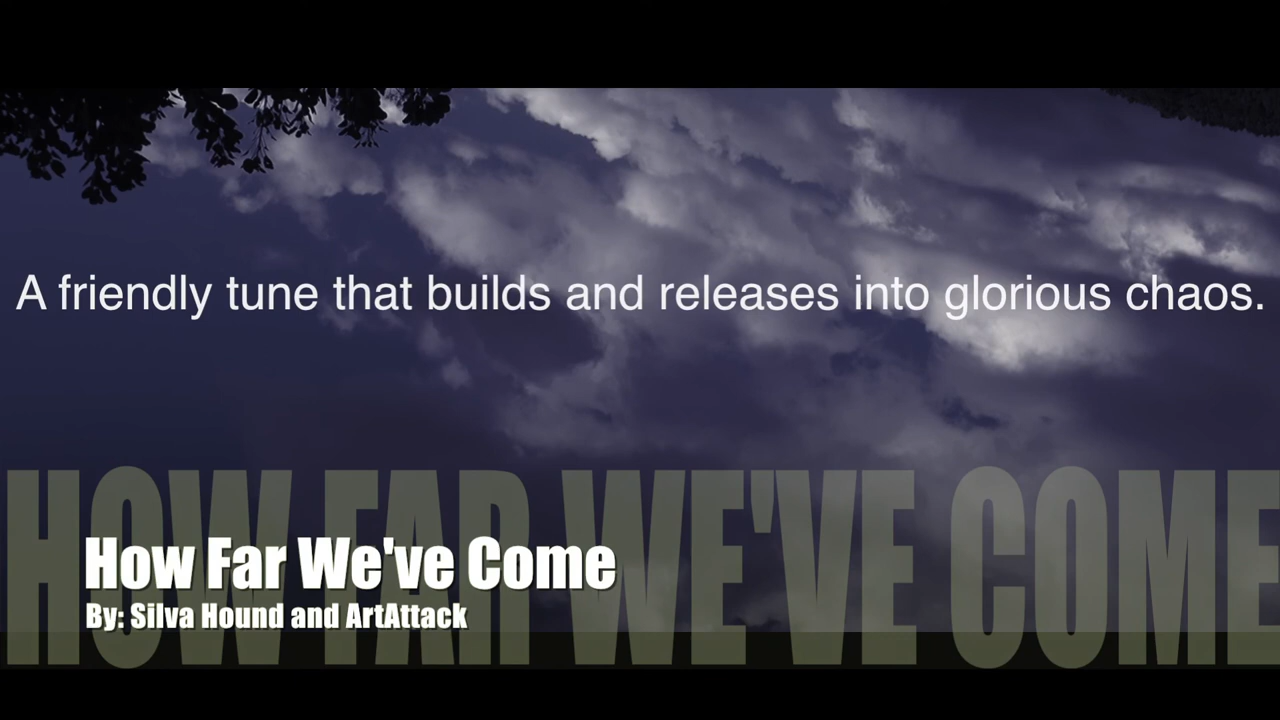 A friendly tune that builds and releases into glorious chaos.
HOW FAR WE'VE COME
How Far We've Come
By: Silva Hound and ArtAttack